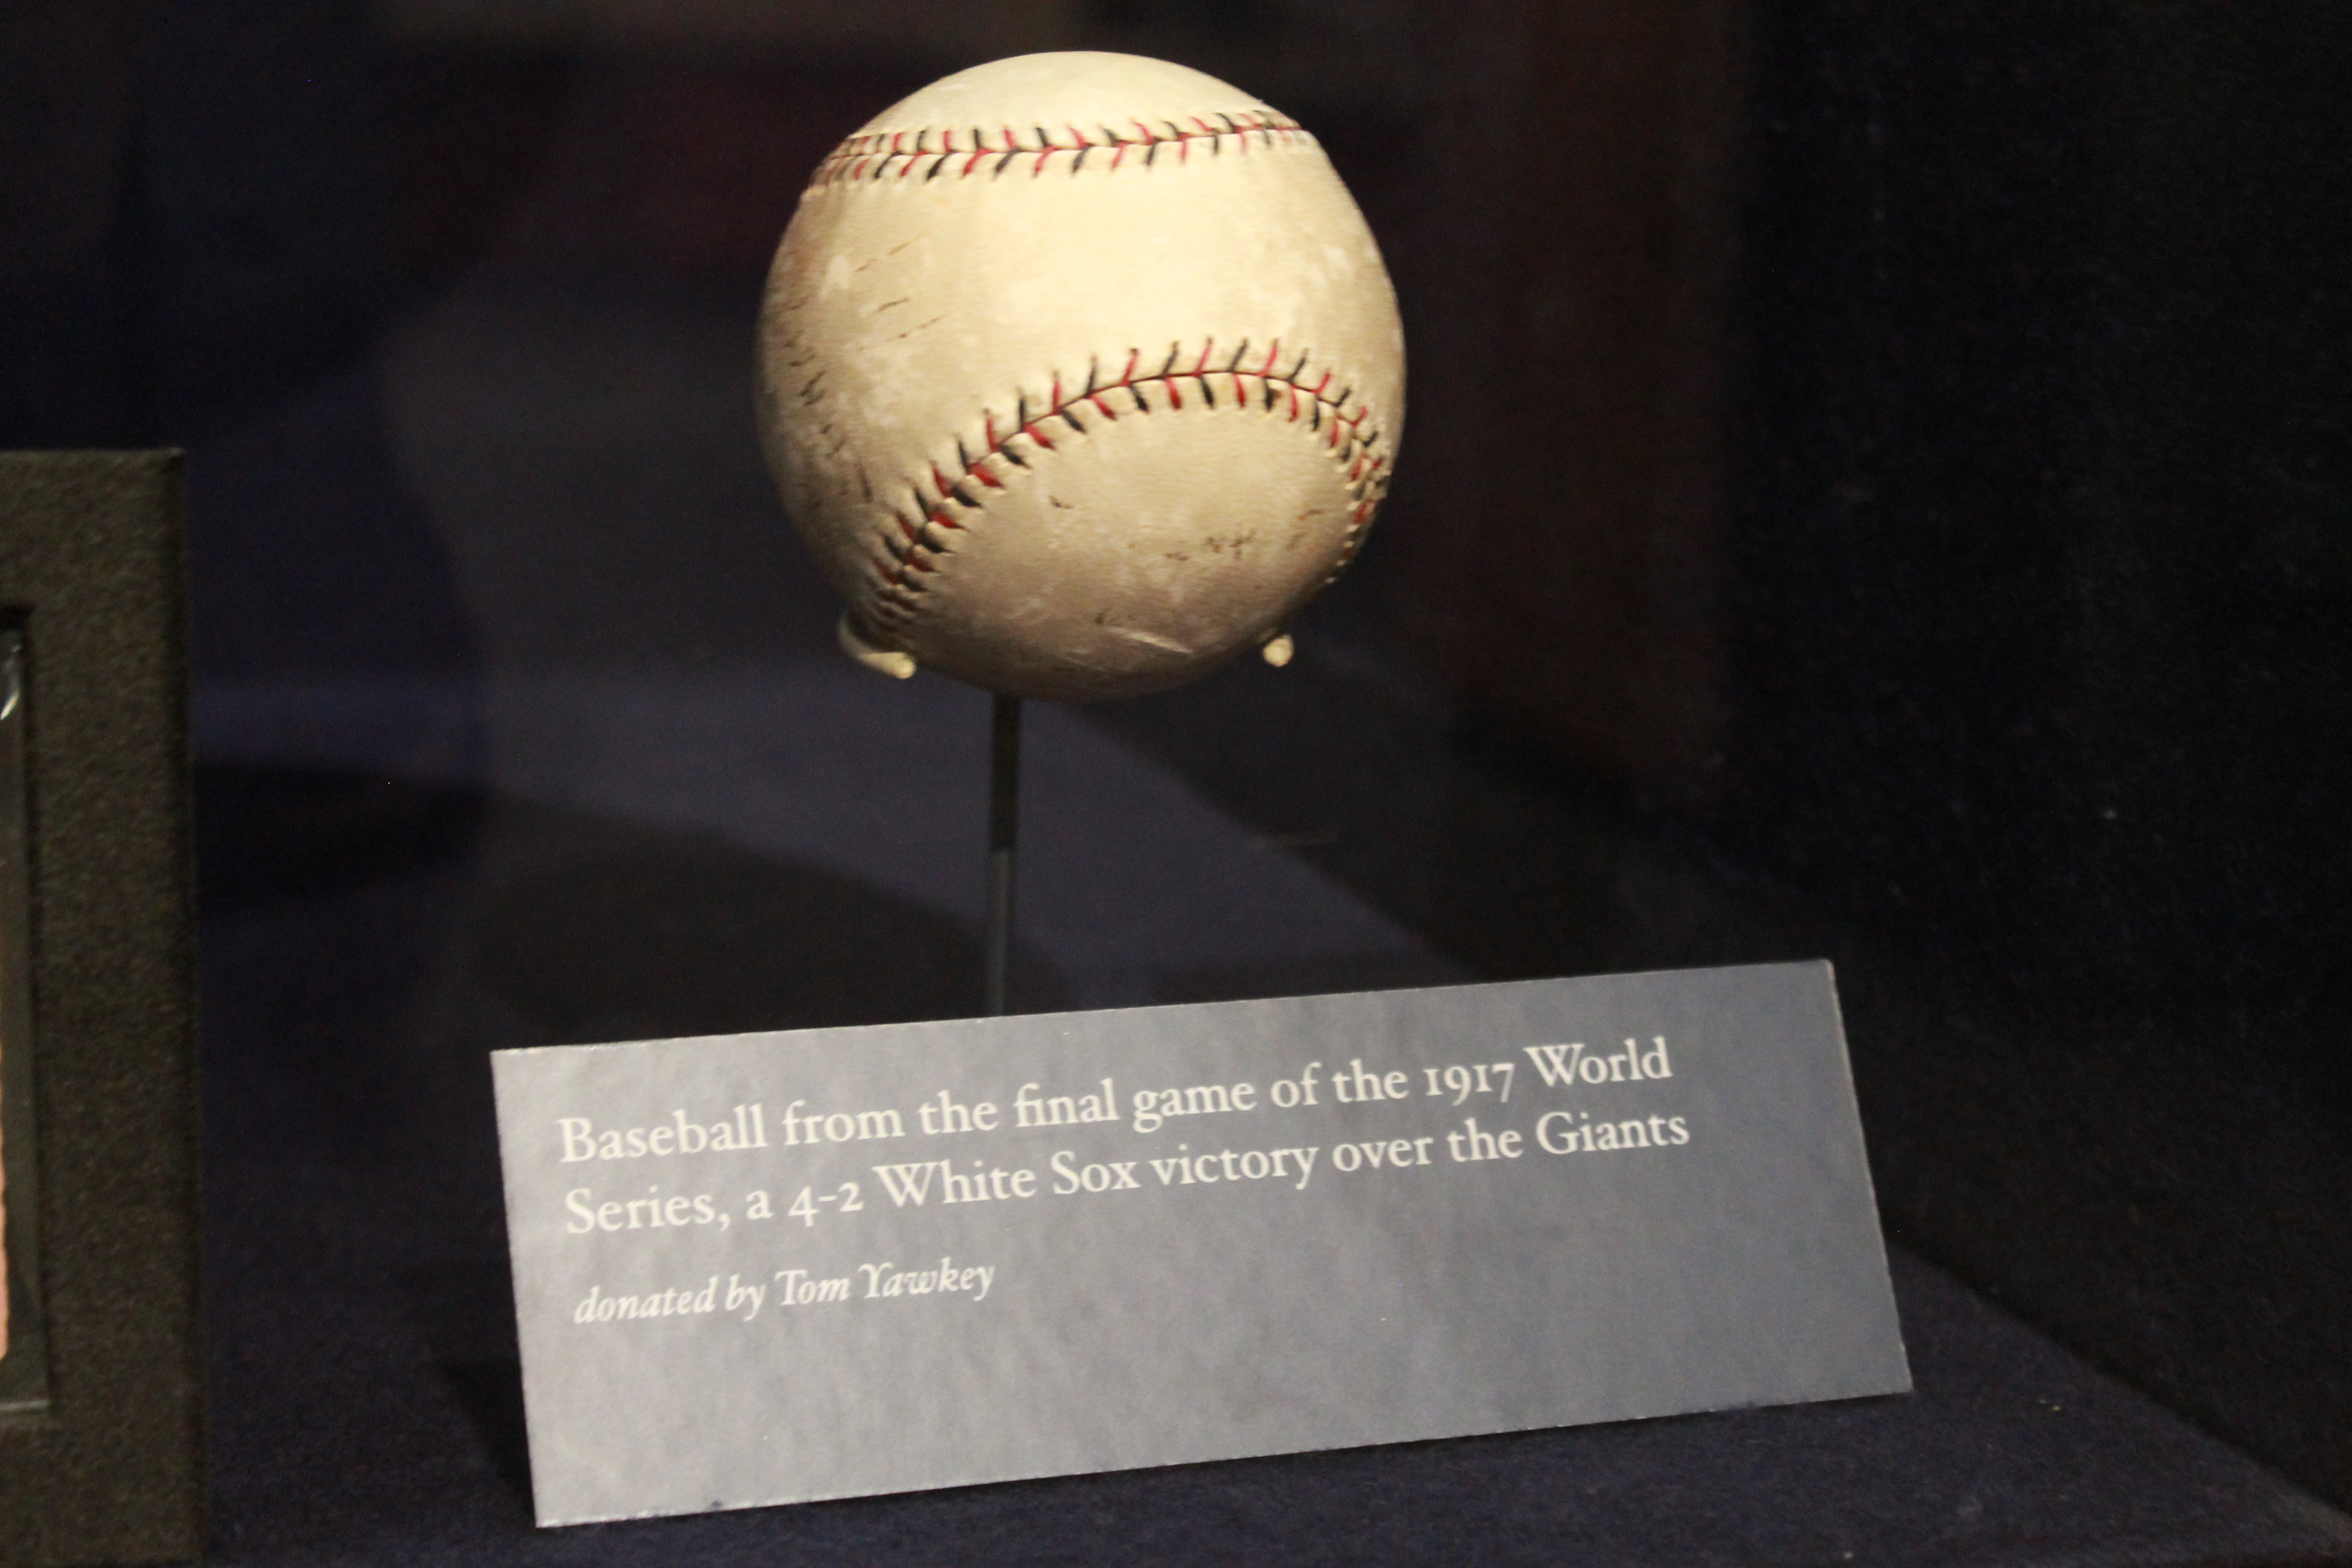 Baseball from the final game of the 1917 World
Series, a 4-2 White Sox victory over the Giants
donated by Tom Yawkey